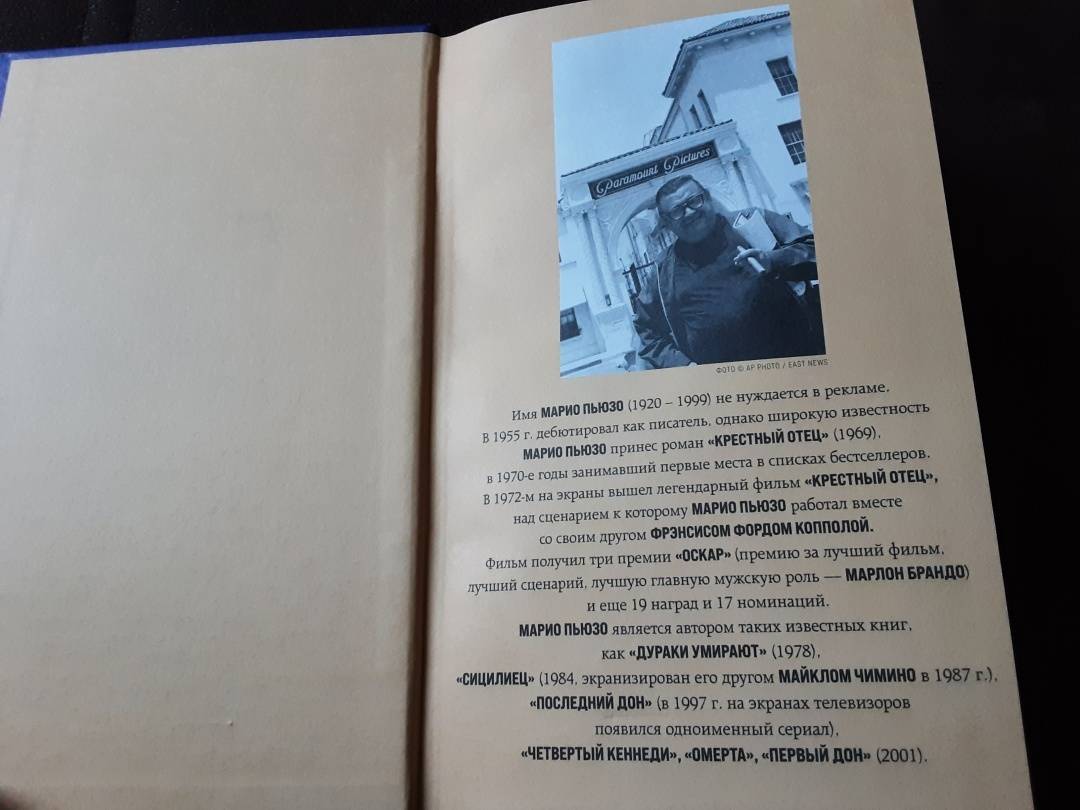 Paramount Pictures
ФОТО © AP PHOTO / EAST NEWS
Имя МАРИО ПЬЮЗО (1920 – 1999) не нуждается в рекламе.
В 1955 г. дебютировал как писатель, однако широкую известность
МАРИО ПЬЮЗО принес роман «КРЕСТНЫЙ ОТЕЦ» (1969),
в 1970-е годы занимавший первые места в списках бестселлеров.
В 1972-м на экраны вышел легендарный фильм «КРЕСТНЫЙ ОТЕЦ»,
над сценарием к которому МАРИО ПЬЮЗО работал вместе
со своим другом ФРЭНСИСОМ ФОРДОМ КОППОЛОЙ.
Фильм получил три премии «ОСКАР» (премию за лучший фильм,
лучший сценарий, лучшую главную мужскую роль — МАРЛОН БРАНДО)
и еще 19 наград и 17 номинаций.
МАРИО ПЬЮЗО является автором таких известных книг,
как «ДУРАКИ УМИРАЮТ» (1978),
«СИЦИЛИЕЦ» (1984, экранизирован его другом МАЙКЛОМ ЧИМИНО в 1987 г.),
«ПОСЛЕДНИЙ ДОН» (в 1997 г. на экранах телевизоров
появился одноименный сериал),
«ЧЕТВЕРТЫЙ КЕННЕДИ», «ОМЕРТА», «ПЕРВЫЙ ДОН» (2001).